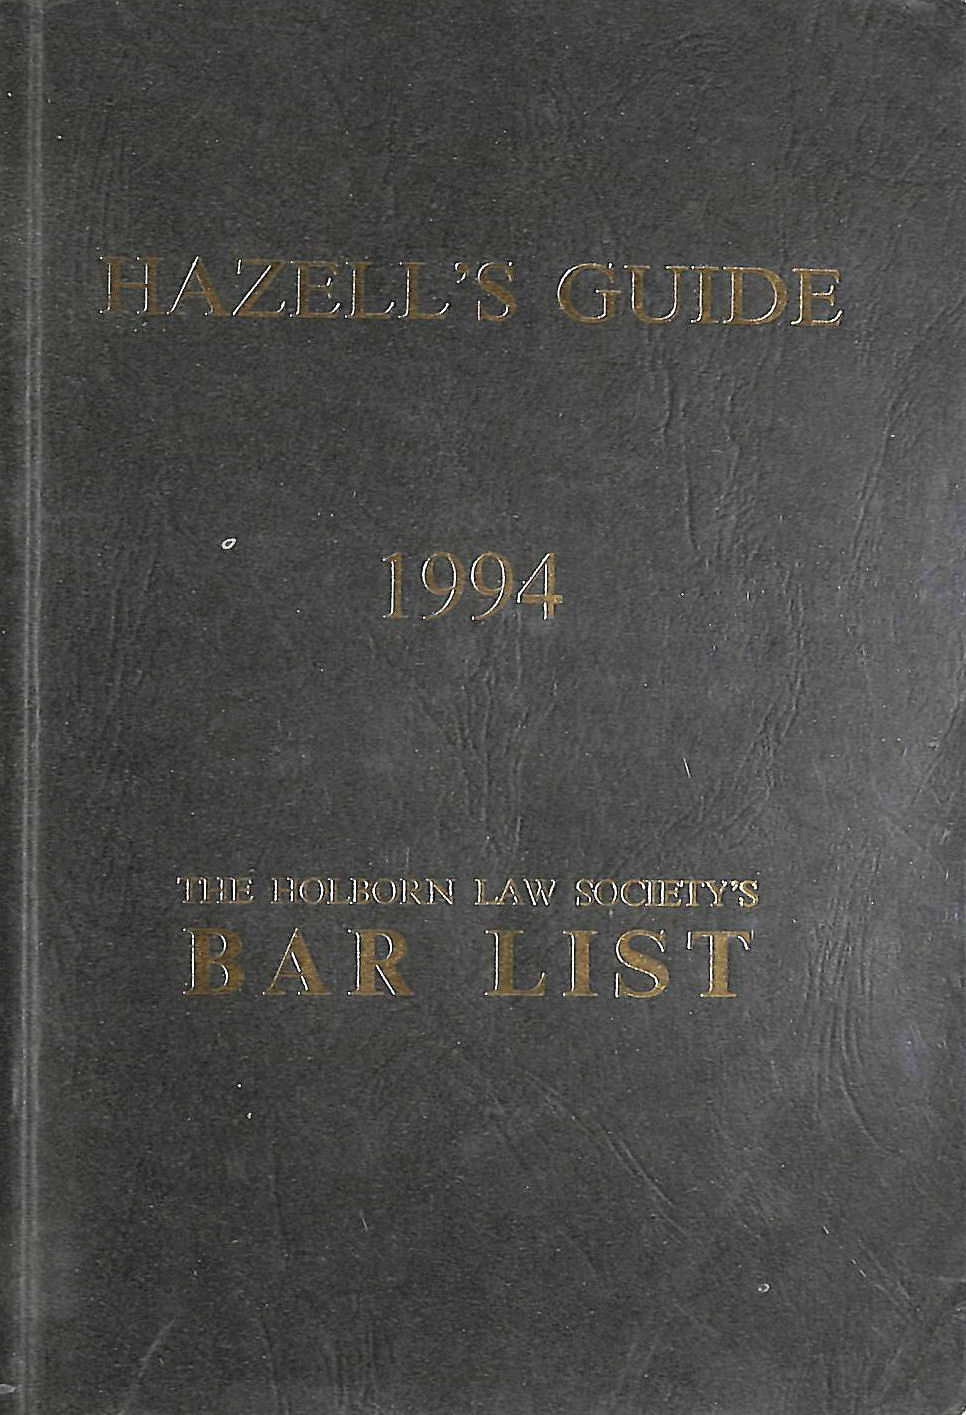 HAZELL'S GUIDE
1994
THE HOLBORN LAW SOCIETY'S
BAR LIST